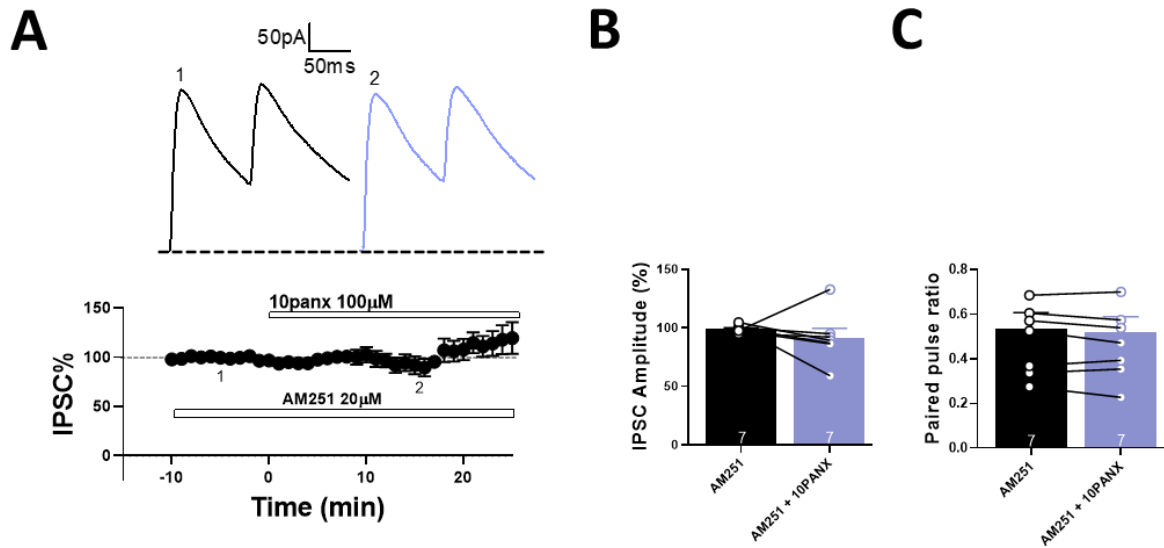 A
50pA
50ms
1
2
10panx 100µM
IPSC%
150
100
50
0
1
2
AM251 20µM
-10
0
10
20
Time (min)
B
IPSC Amplitude (%)
150
100
50
0
7
7
AM251
AM251 + 10PANX
C
Paired pulse ratio
0.8
0.6
0.4
0.2
0.0
7
7
AM251
AM251 + 10PANX